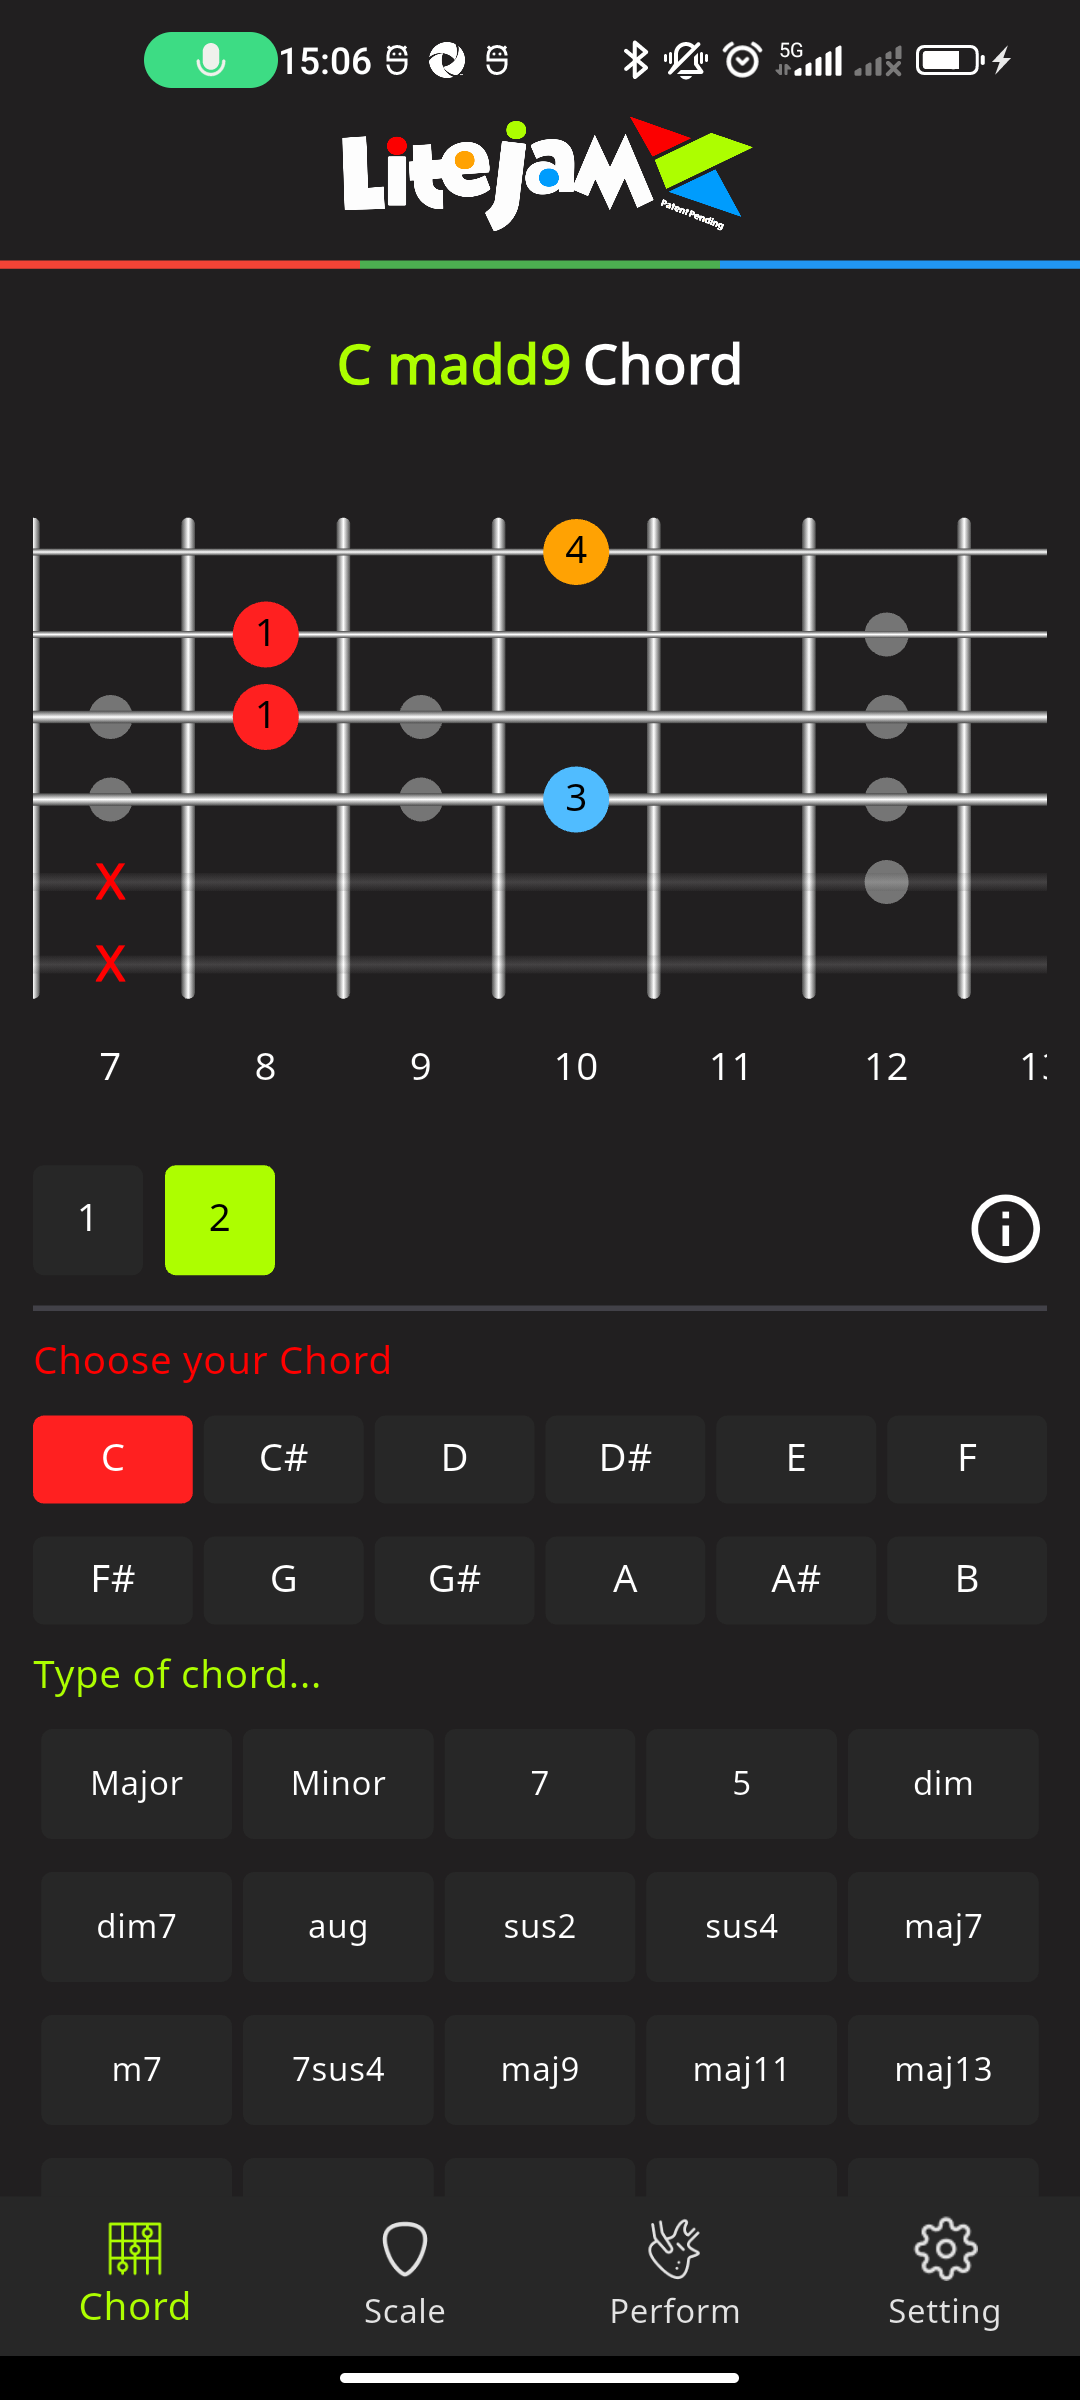 15:06 5G
Litejam
Patent Pending
C madd9 Chord
4
1
1
3
X
X
7 8 9 10 11 12
1 2
Choose your Chord
C C# D D# E F
F# G G# A A# B
Type of chord...
Major Minor 7 5 dim
dim7 aug sus2 sus4 maj7
m7 7sus4 maj9 maj11 maj13
Chord Scale Perform Setting